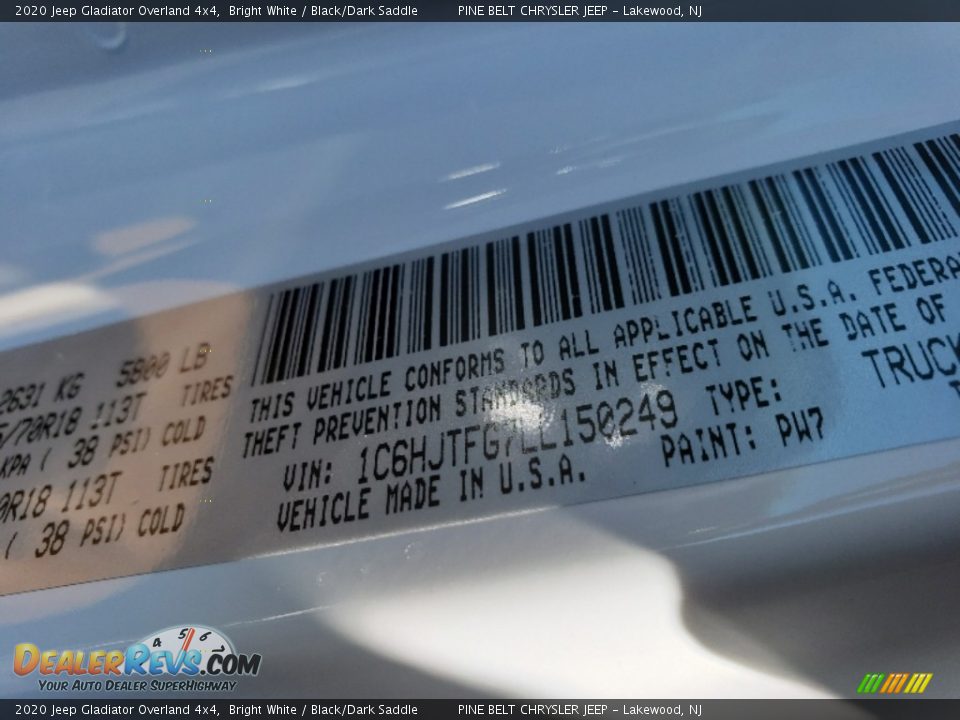 2020 Jeep Gladiator Overland 4x4, Bright White / Black/Dark Saddle PINE BELT CHRYSLER JEEP - Lakewood, NJ
2631 KG 5800 LB
/70R18 113T TIRES
KPA ( 38 PSI) COLD
0R18 113T TIRES
( 38 PSI) COLD
THIS VEHICLE CONFORMS TO ALL APPLICABLE U.S.A. FEDERA
THEFT PREVENTION STANDARDS IN EFFECT ON THE DATE OF
VIN: 1C6HJTFG7LL150249 TYPE: TRUCK
VEHICLE MADE IN U.S.A. PAINT: PW7
4 5 6
DEALERREVS.COM
YOUR AUTO DEALER SUPERHIGHWAY
2020 Jeep Gladiator Overland 4x4, Bright White / Black/Dark Saddle PINE BELT CHRYSLER JEEP - Lakewood, NJ